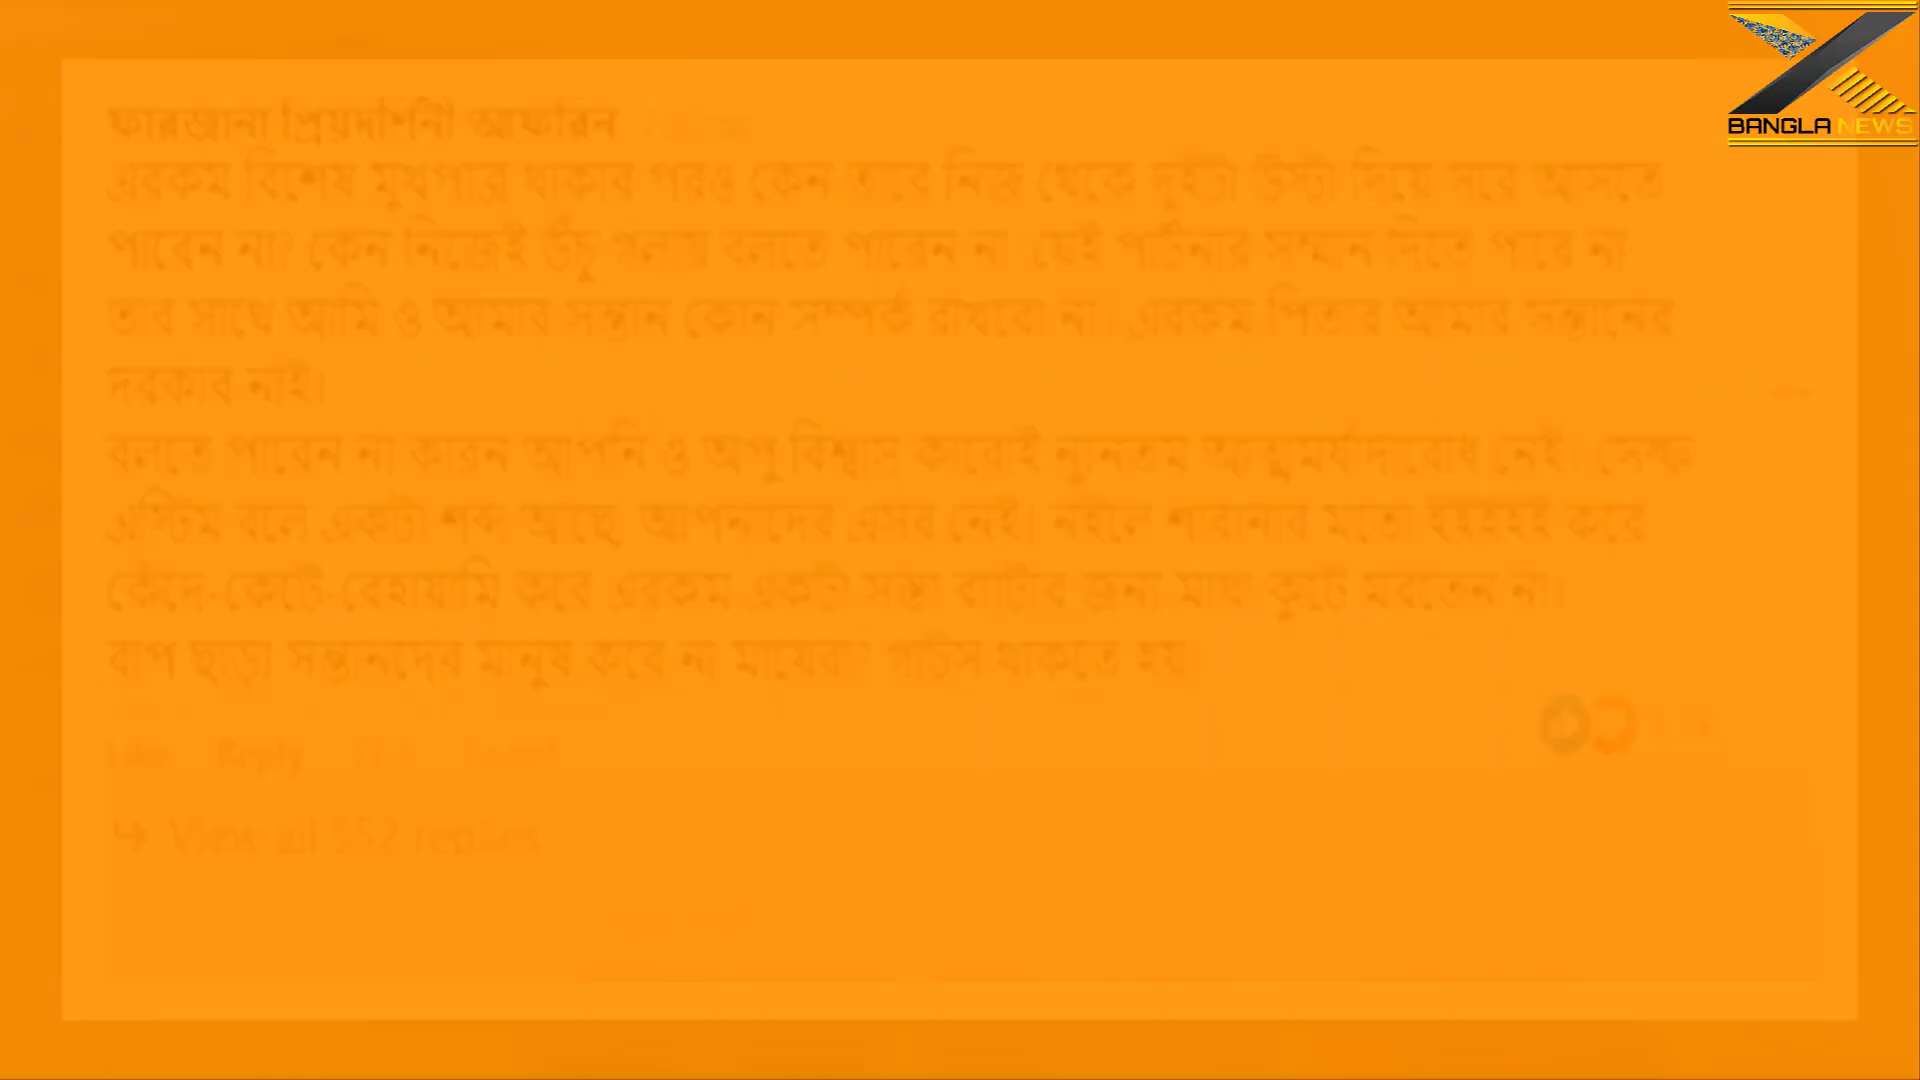 BANGLA NEWS
ফারজানা প্রিয়দর্শিনী আফরিন
এরকম বিশেষ মুখপাত্র থাকার পরও কেন তারে নিজ থেকে দুইটা উষ্টা দিয়ে সরে আসতে
পারেন না? কেন নিজেই উঁচু গলায় বলতে পারেন না যেই পার্টনার সম্মান দিতে পারে না
তার সাথে আমি ও আমার সন্তান কোন সম্পর্ক রাখবো না। এরকম পিতার আমার সন্তানের
দরকার নাই।
বলতে পারেন না কারন আপনি ও অপু বিশ্বাস কারোই ন্যুনতম আত্মমর্যাদাবোধ নেই। সেল্ফ
এস্টিম বলে একটা শব্দ আছে, আপনাদের এসব নেই। নইলে শাবানার মতো ইইইইই করে
কেঁদে-কেটে-বেহায়ামি করে এরকম একটা সস্তা ব্যাটার জন্য মাথা কুটে মরতেন না।
বাপ ছাড়া সন্তানদের মানুষ করে না মায়েরা? গাটস থাকতে হয়।
Like Reply
View all 552 replies